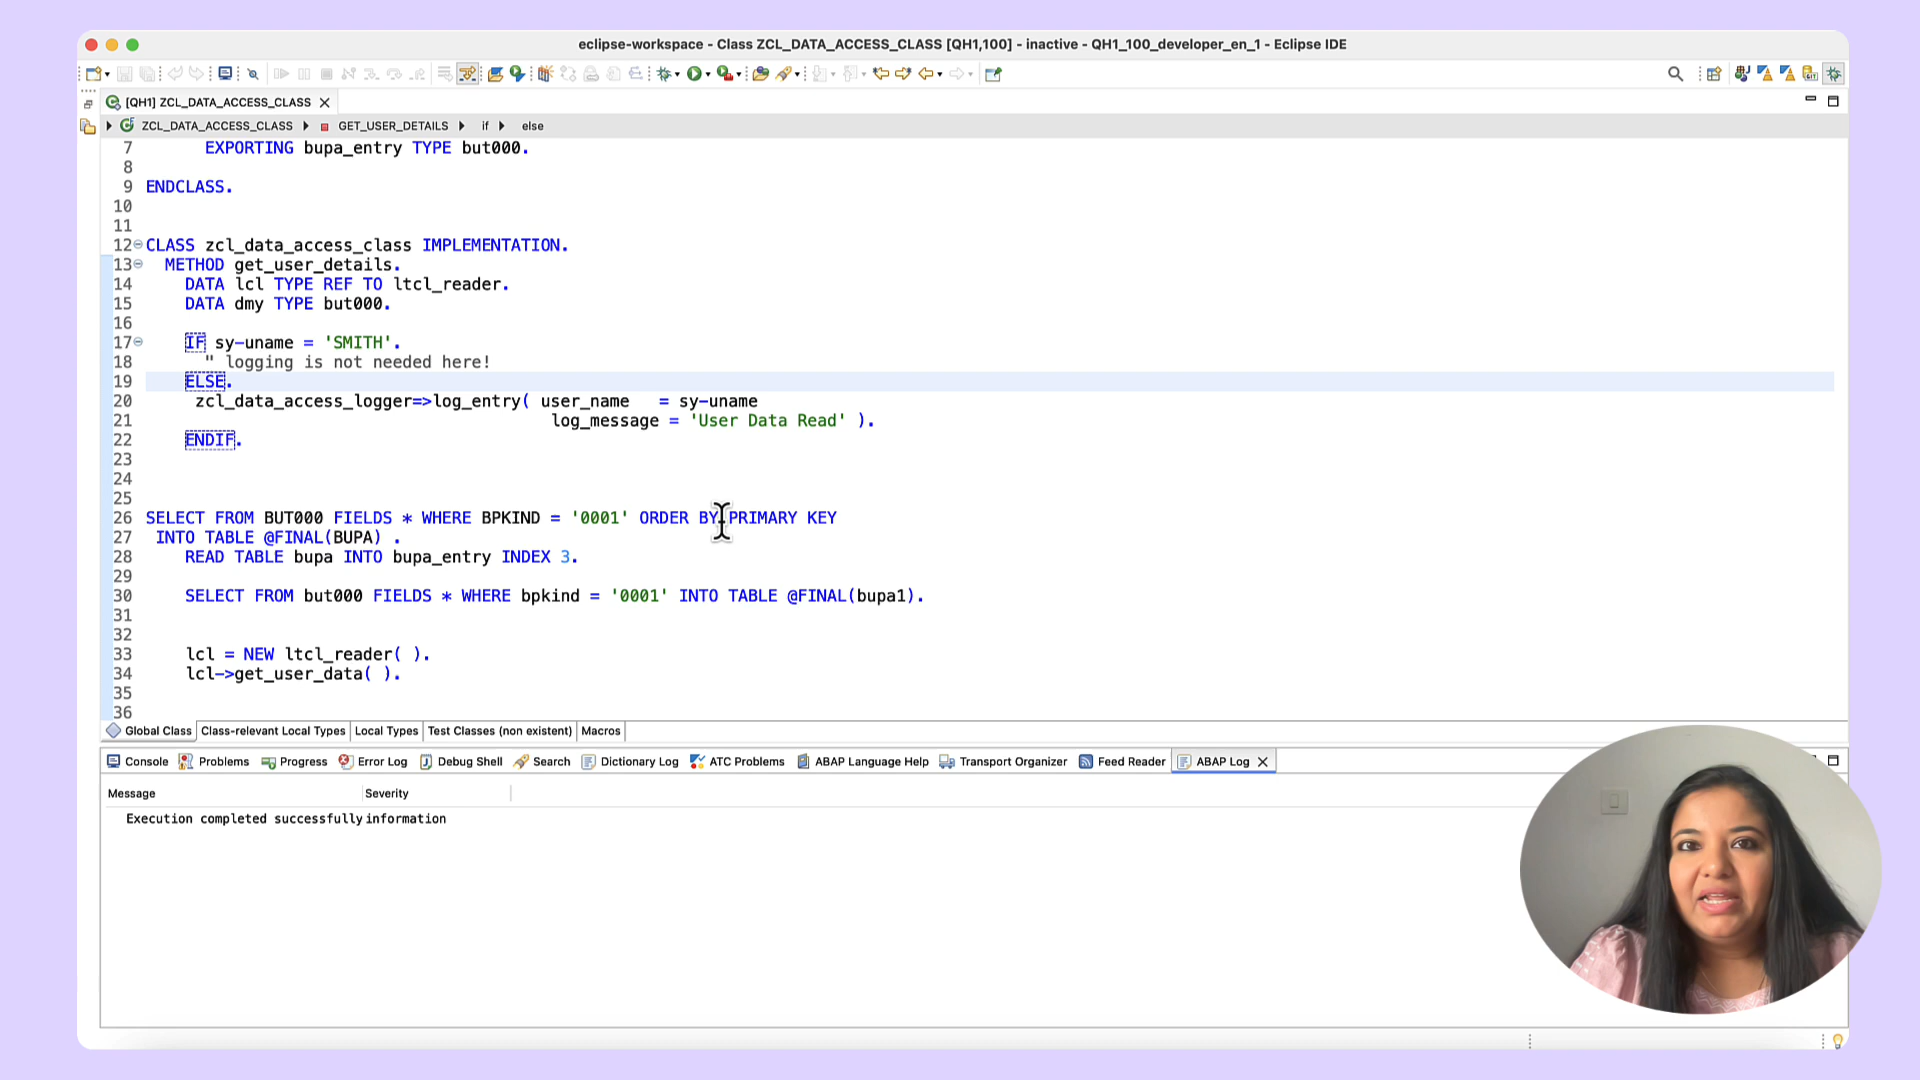 eclipse-workspace - Class ZCL_DATA_ACCESS_CLASS [QH1,100] - inactive - QH1_100_developer_en_1 - Eclipse IDE
[QH1] ZCL_DATA_ACCESS_CLASS
ZCL_DATA_ACCESS_CLASS GET_USER_DETAILS if else
7 EXPORTING bupa_entry TYPE but000.
8
9 ENDCLASS.
10
11
12 CLASS zcl_data_access_class IMPLEMENTATION.
13 METHOD get_user_details.
14 DATA lcl TYPE REF TO ltcl_reader.
15 DATA dmy TYPE but000.
16
17 IF sy-uname = 'SMITH'.
18 " logging is not needed here!
19 ELSE.
20 zcl_data_access_logger=>log_entry( user_name = sy-uname
21 log_message = 'User Data Read' ).
22 ENDIF.
23
24
25
26 SELECT FROM BUT000 FIELDS * WHERE BPKIND = '0001' ORDER BY PRIMARY KEY
27 INTO TABLE @FINAL(BUPA) .
28 READ TABLE bupa INTO bupa_entry INDEX 3.
29
30 SELECT FROM but000 FIELDS * WHERE bpkind = '0001' INTO TABLE @FINAL(bupa1).
31
32
33 lcl = NEW ltcl_reader( ).
34 lcl->get_user_data( ).
35
36
Global Class Class-relevant Local Types Local Types Test Classes (non existent) Macros
Console Problems Progress Error Log Debug Shell Search Dictionary Log ATC Problems ABAP Language Help Transport Organizer Feed Reader ABAP Log
Message Severity
Execution completed successfully information